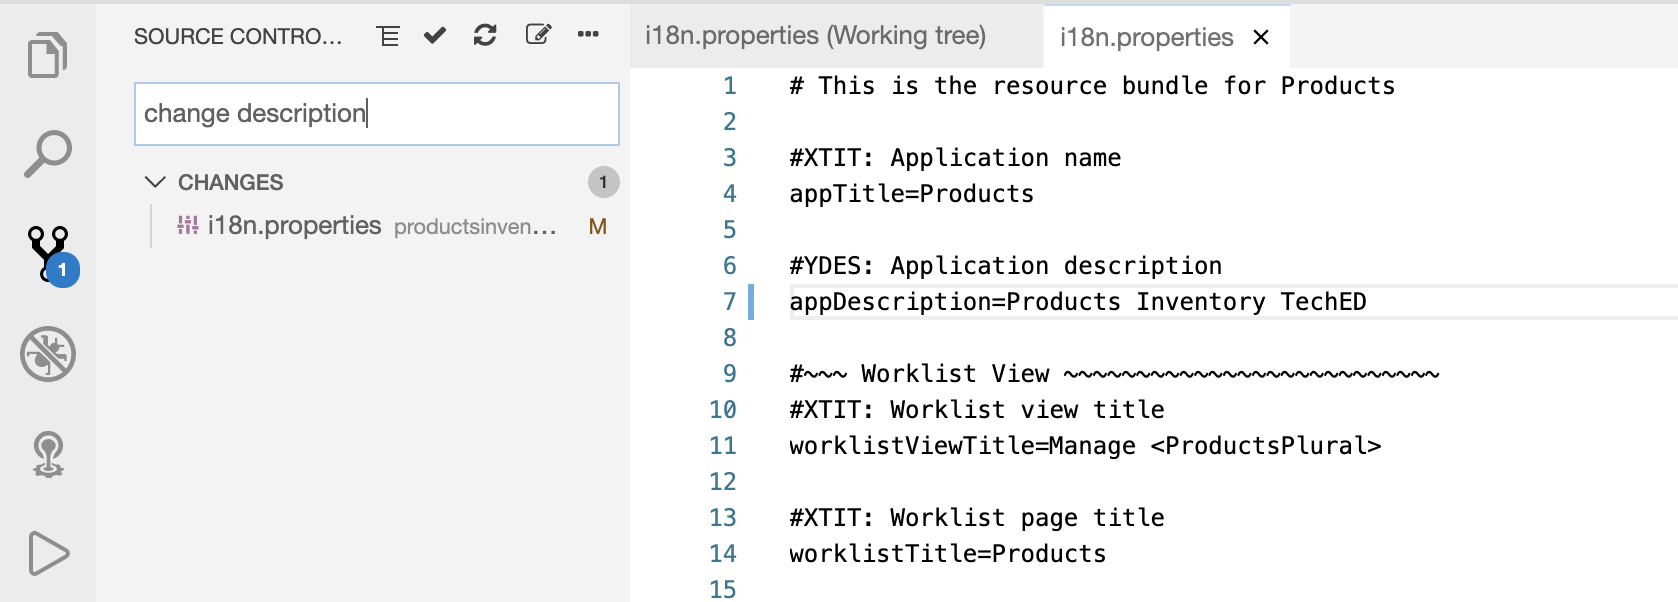 SOURCE CONTRO...
change description
CHANGES 1
i18n.properties productsinven... M
1
i18n.properties (Working tree) i18n.properties
1 # This is the resource bundle for Products
2
3 #XTIT: Application name
4 appTitle=Products
5
6 #YDES: Application description
7 appDescription=Products Inventory TechED
8
9 #~~~ Worklist View ~~~~~~~~~~~~~~~~~~~~~~~~~~
10 #XTIT: Worklist view title
11 worklistViewTitle=Manage <ProductsPlural>
12
13 #XTIT: Worklist page title
14 worklistTitle=Products
15